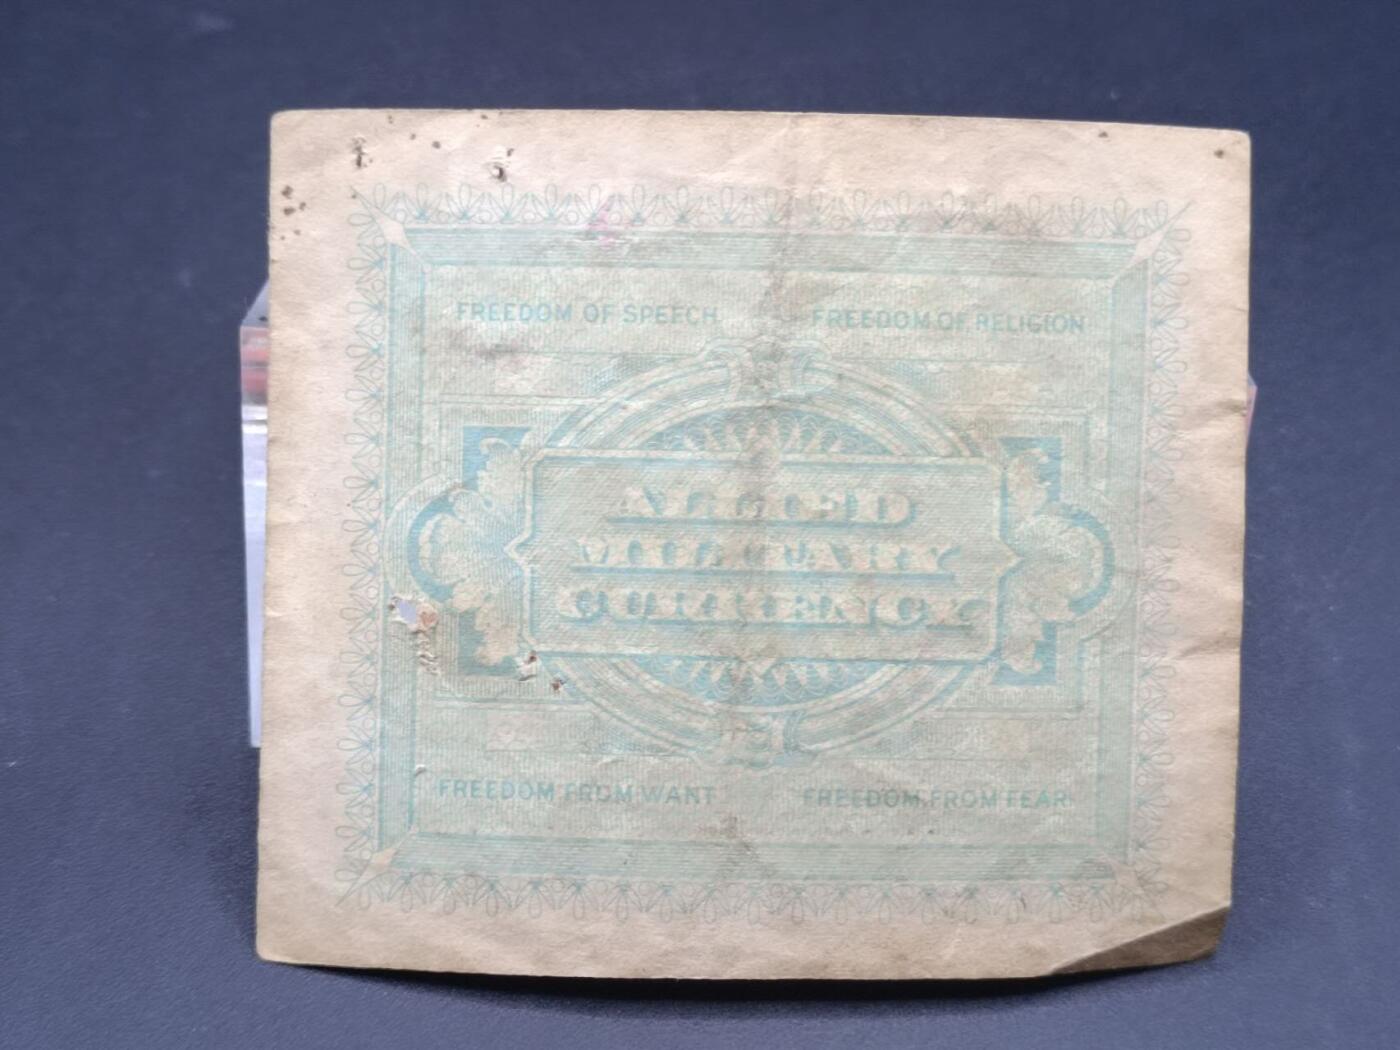 FREEDOM OF SPEECH FREEDOM OF RELIGION
ALLIED
MILITARY
CURRENCY
FREEDOM FROM WANT FREEDOM FROM FEAR